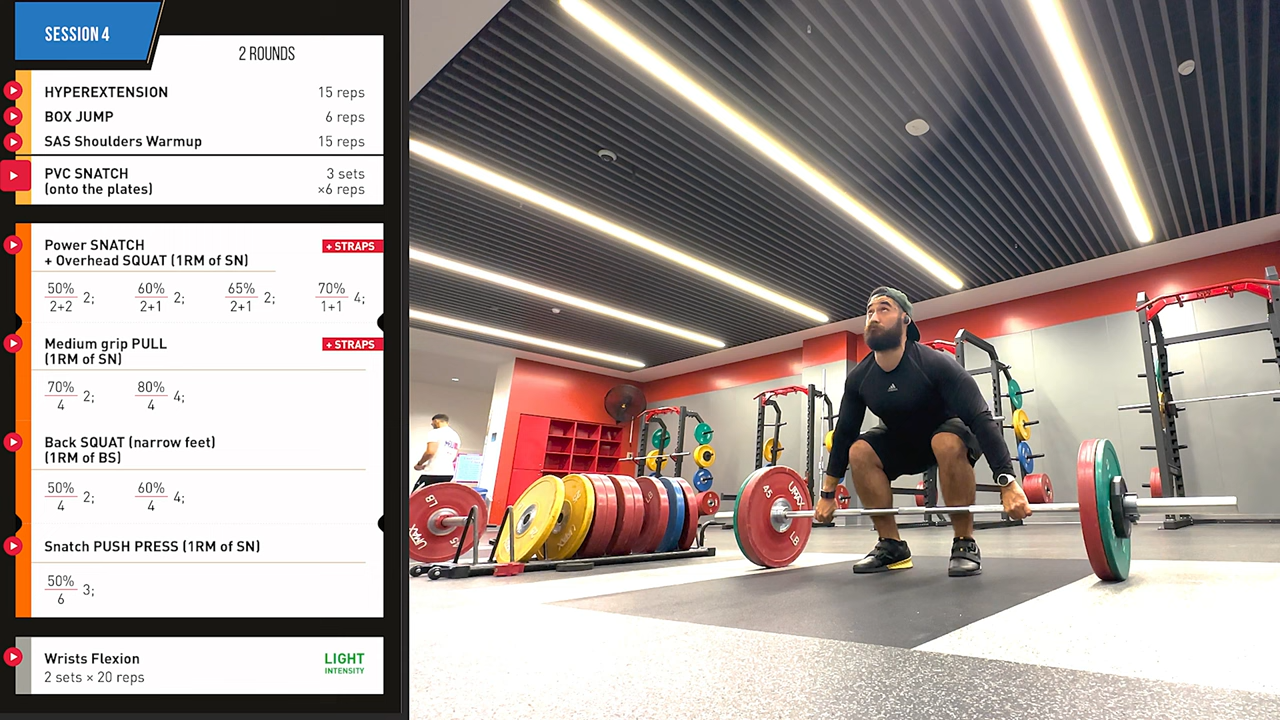 SESSION 4
2 ROUNDS
HYPEREXTENSION 15 reps
BOX JUMP 6 reps
SAS Shoulders Warmup 15 reps
PVC SNATCH 3 sets
(onto the plates) ×6 reps
Power SNATCH + STRAPS
+ Overhead SQUAT (1RM of SN)
50% 60% 65% 70%
2; 2; 2; 4;
2+2 2+1 2+1 1+1
Medium grip PULL + STRAPS
(1RM of SN)
70% 80%
2; 4;
4 4
Back SQUAT (narrow feet)
(1RM of BS)
50% 60%
2; 4;
4 4
Snatch PUSH PRESS (1RM of SN)
50%
3;
6
Wrists Flexion LIGHT
INTENSITY
2 sets × 20 reps
adidas
45
LB
LB